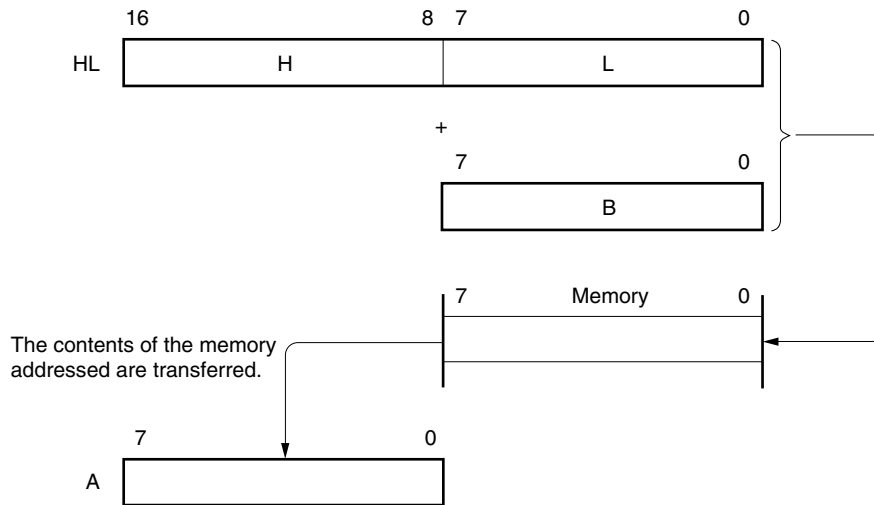 16 8 7 0
HL H L
+
7 0
B
7 Memory 0
The contents of the memory
addressed are transferred.
7 0
A